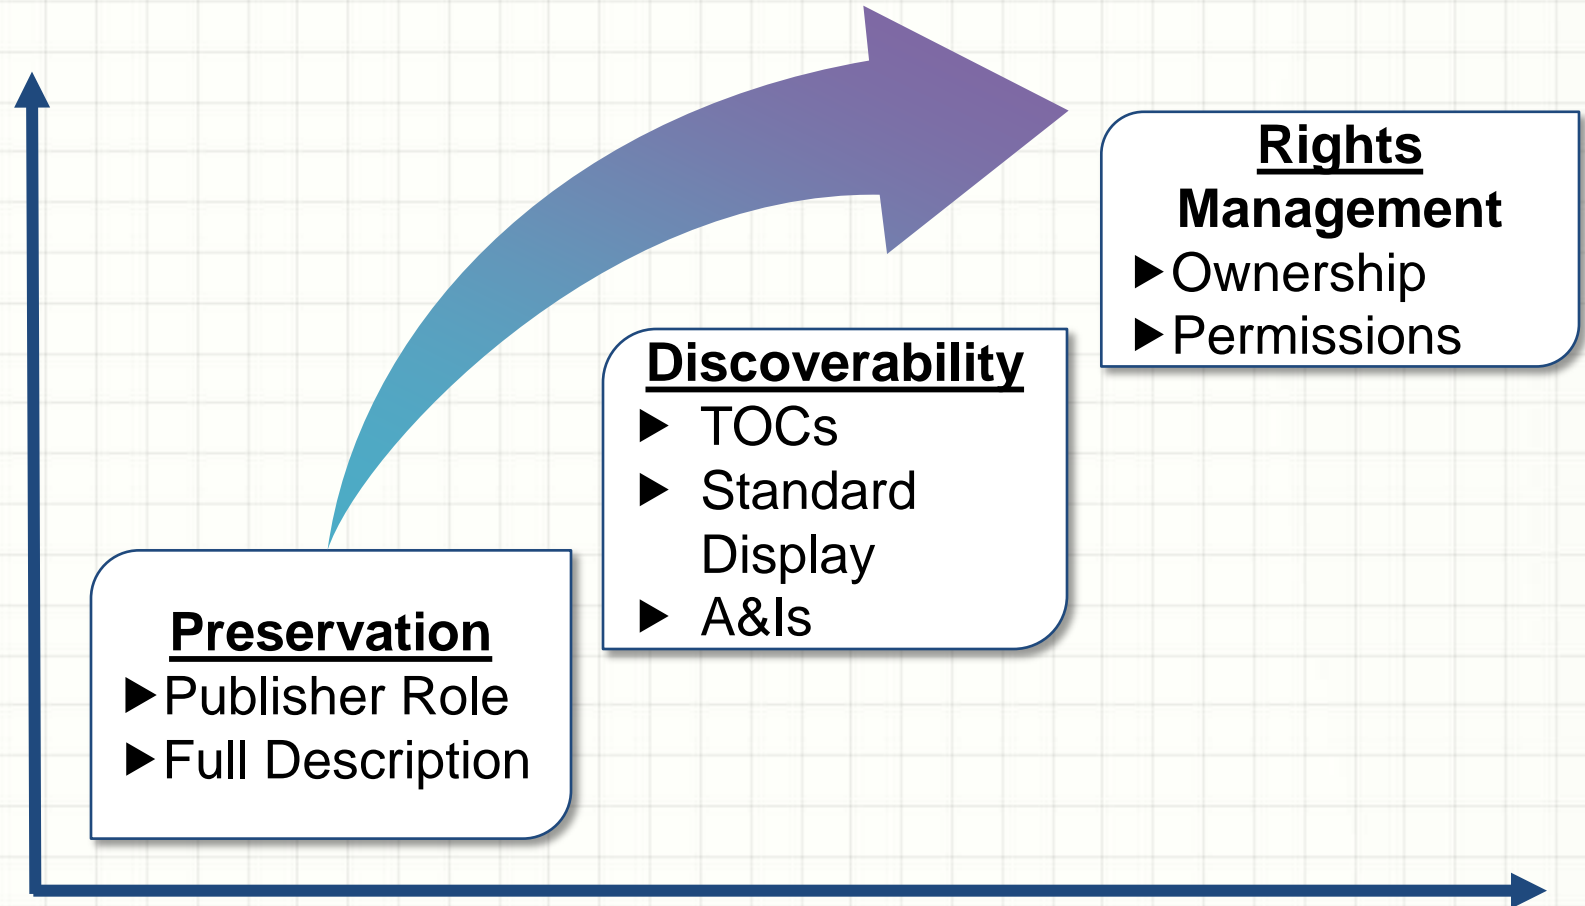 Rights
Management
Ownership
Permissions
Discoverability
TOCs
Standard
Display
A&Is
Preservation
Publisher Role
Full Description